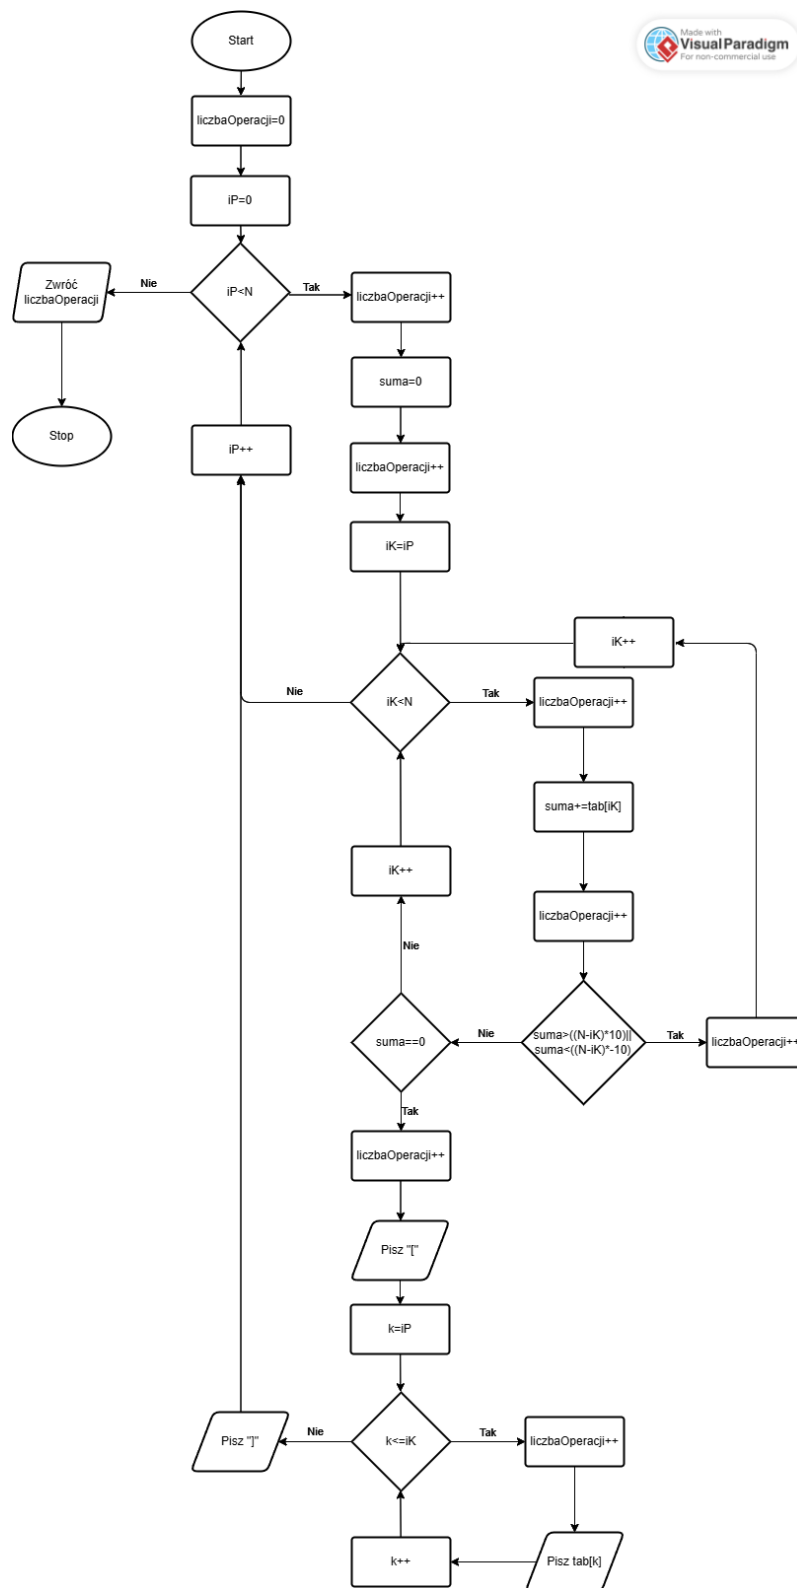 Made with
Visual Paradigm
For non-commercial use
Start
liczbaOperacji=0
iP=0
iP<N
Nie
Zwróć
liczbaOperacji
Stop
Tak
liczbaOperacji++
suma=0
iP++
liczbaOperacji++
iK=iP
iK++
iK<N
Nie
Tak
liczbaOperacji++
suma+=tab[iK]
iK++
liczbaOperacji++
Nie
suma==0
Nie
suma>((N-iK)*10)||
suma<((N-iK)*-10)
Tak
liczbaOperacji++
Tak
liczbaOperacji++
Pisz "["
k=iP
k<=iK
Nie
Pisz "]"
Tak
liczbaOperacji++
Pisz tab[k]
k++